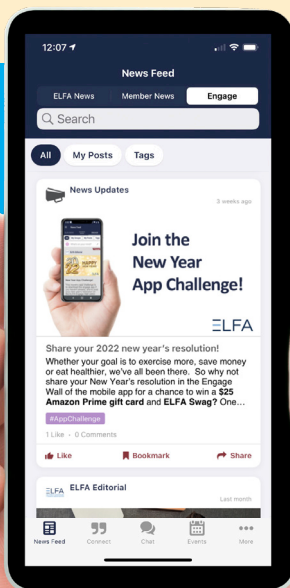 12:07
News Feed
ELFA News Member News Engage
Search
All My Posts Tags
News Updates
3 weeks ago
Join the
New Year
App Challenge!
ELFA
Share your 2022 new year's resolution!
Whether your goal is to exercise more, save money
or eat healthier, we've all been there. So why not
share your New Year's resolution in the Engage
Wall of the mobile app for a chance to win a $25
Amazon Prime gift card and ELFA Swag? One...
#AppChallenge
1 Like · 0 Comments
Like Bookmark Share
ELFA ELFA Editorial
Last month
News Feed Connect Chat Events More